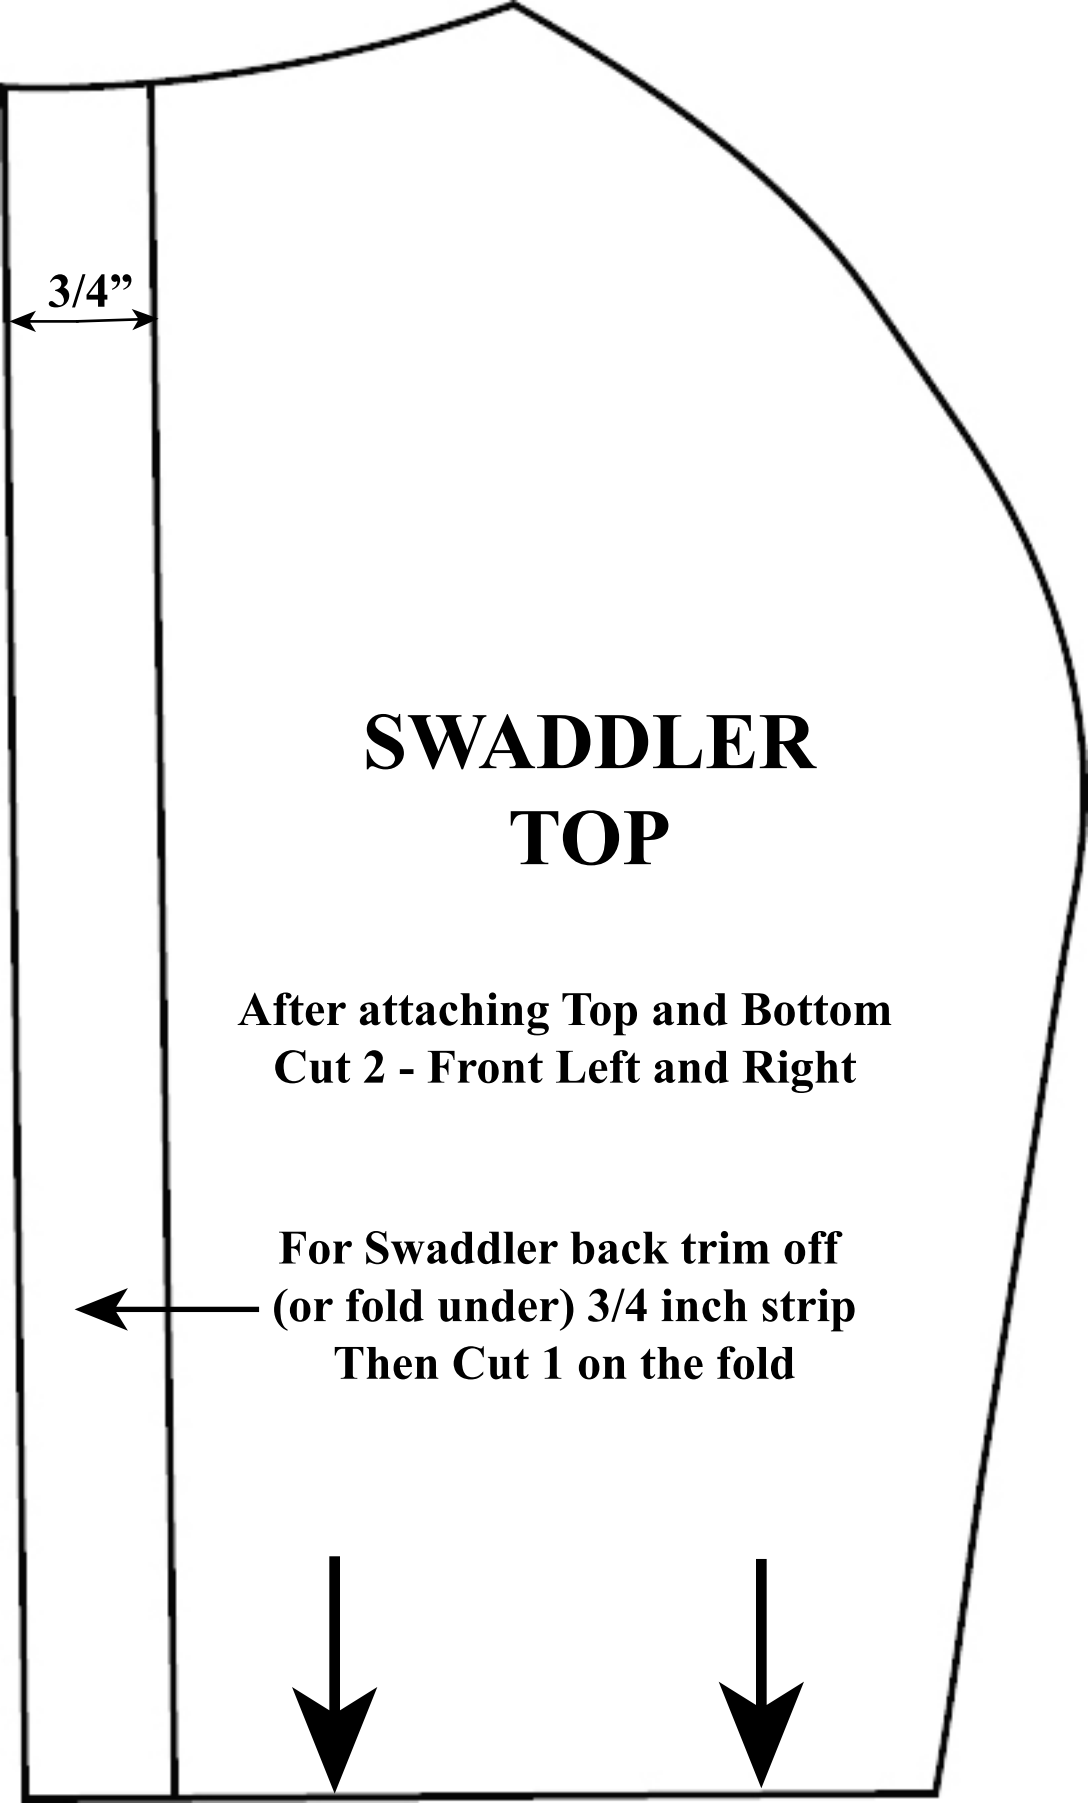 3/4”
SWADDLER
TOP
After attaching Top and Bottom
Cut 2 - Front Left and Right
For Swaddler back trim off
(or fold under) 3/4 inch strip
Then Cut 1 on the fold